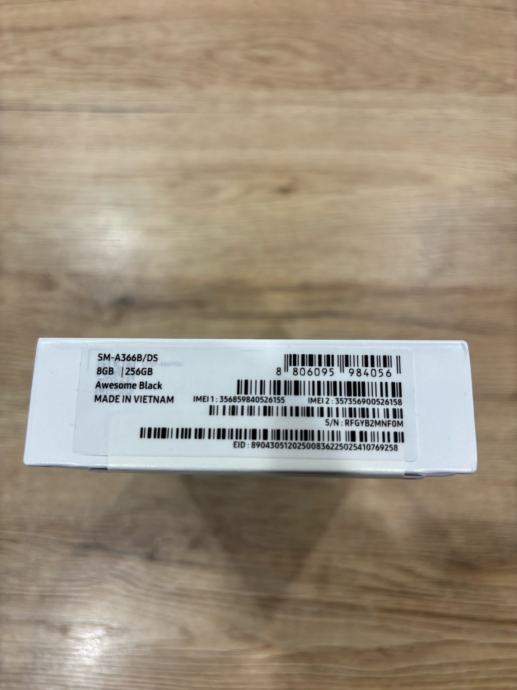 SM-A366B/DS
8GB | 256GB
Awesome Black
MADE IN VIETNAM
8 806095 984056
IMEI 1 : 356859840526155 IMEI 2 : 357356900526158
S/N : RFGYB2MNF0M
EID : 89043051202500836225025410769258